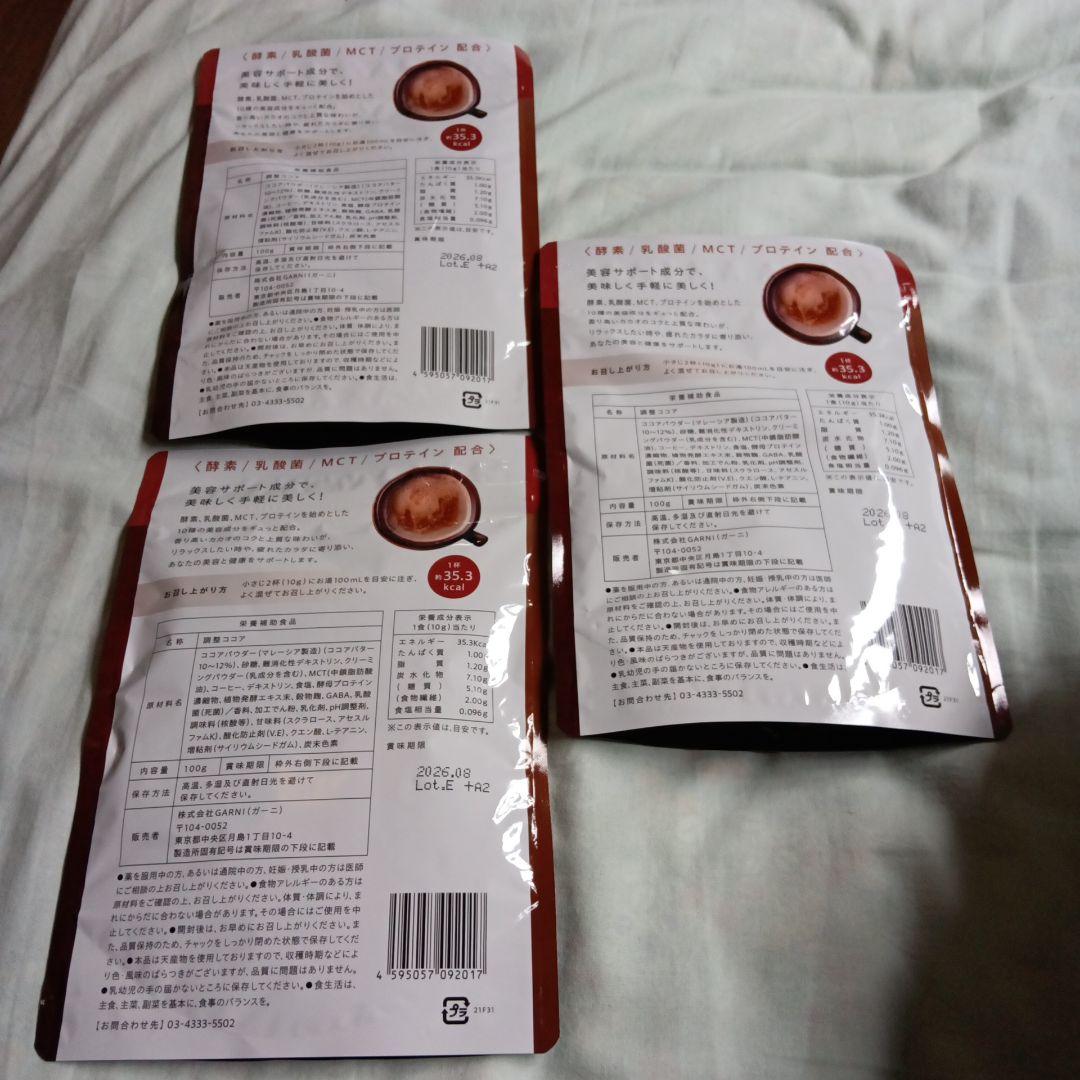 〈 酵素 / 乳酸菌 / MCT / プロテイン 配合 〉
美容サポート成分で、
美味しく手軽に美しく!
酵素、乳酸菌、MCT、プロテインを始めとした
10種の美容成分をギュっと配合。
香り高いカカオのコクと上質な味わいが、
リラックスしたい時や、疲れたカラダに寄り添い、
あなたの美容と健康をサポートします。
1杯
約35.3
kcal
お召し上がり方
小さじ2杯(10g)にお湯100mLを目安に注ぎ、
よく混ぜてお召し上がりください。
栄養補助食品
名称 調整ココア
原材料名
ココアパウダー(マレーシア製造)(ココアバター
10~12%)、砂糖、難消化性デキストリン、クリーミ
ングパウダー(乳成分を含む)、MCT(中鎖脂肪酸
油)、コーヒー、デキストリン、食塩、酵母プロテイン
濃縮物、植物発酵エキス末、穀物麹、GABA、乳酸
菌(死菌)/香料、加工でん粉、乳化剤、pH調整剤、
調味料(核酸等)、甘味料(スクラロース、アセスル
ファムK)、酸化防止剤(V.E)、クエン酸、L-テアニン、
増粘剤(サイリウムシードガム)、炭末色素
内容量 100g 賞味期限 枠外右側下段に記載
保存方法 高温、多湿及び直射日光を避けて
保存してください。
販売者
株式会社GARNI(ガーニ)
〒104-0052
東京都中央区月島1丁目10-4
製造所固有記号は賞味期限の下段に記載
栄養成分表示
1食(10g)当たり
エネルギー 35.3Kcal
たんぱく質 1.00g
脂質 1.20g
炭水化物 7.10g
(糖質) 5.10g
(食物繊維) 2.00g
食塩相当量 0.096g
※この表示値は、目安です。
賞味期限
2026.08
Lot.E +A2
●薬を服用中の方、あるいは通院中の方、妊娠・授乳中の方は医師
にご相談の上お召し上がりください。●食物アレルギーのある方は
原材料をご確認の上、お召し上がりください。体質・体調により、ま
れにからだに合わない場合があります。その場合にはご使用を中
止してください。●開封後は、お早めにお召し上がりください。ま
た、品質保持のため、チャックをしっかり閉めた状態で保存してくだ
さい。●本品は天産物を使用しておりますので、収穫時期などによ
り色・風味のばらつきがございますが、品質に問題はありません。
●乳幼児の手の届かないところに保存してください。●食生活は、
主食、主菜、副菜を基本に、食事のバランスを。
【お問合わせ先】03-4333-5502
4 595057 092017
プラ
21F31